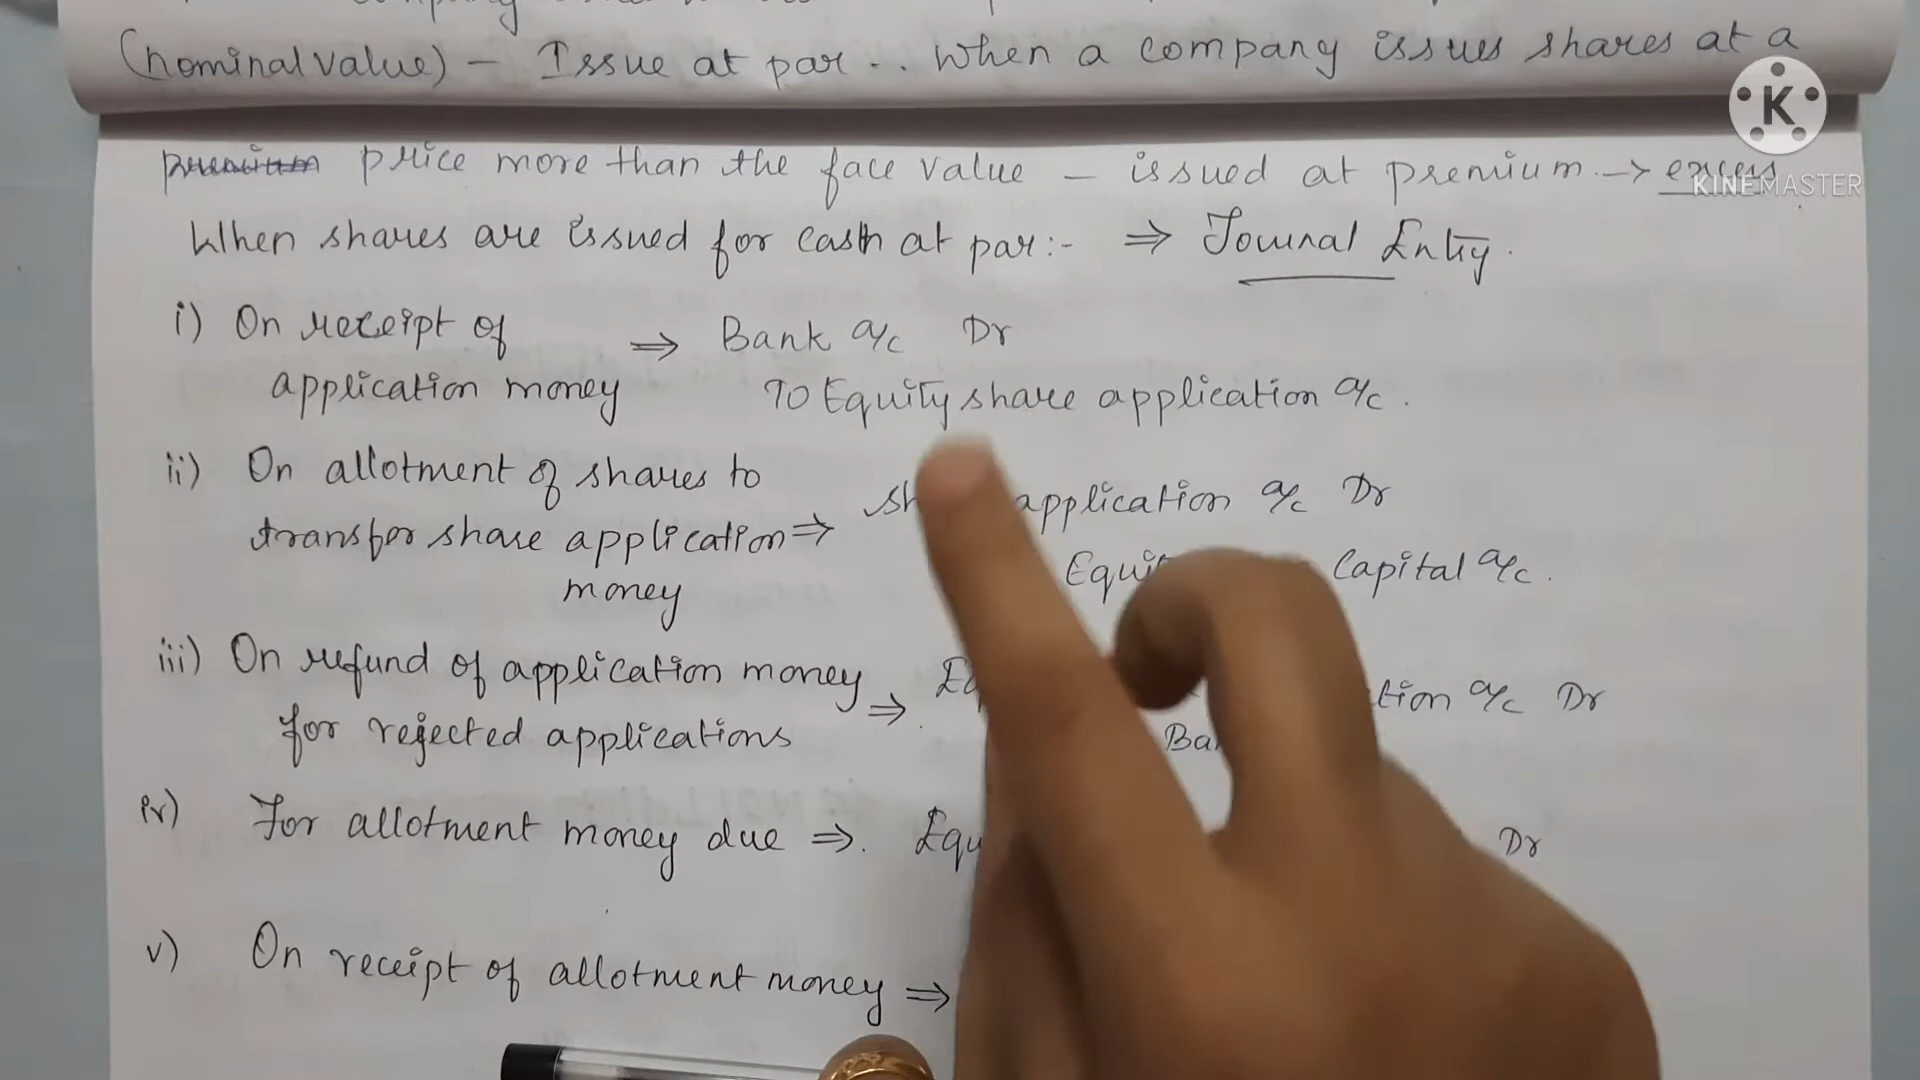 (nominal value) - Issue at par.. When a company issues shares at a
K
KINEMASTER
price more than the face value - issued at premium. → excess
When shares are issued for cash at par:- ⇒ Journal Entry.
i) On receipt of ⇒ Bank a/c Dr
application money To Equity share application a/c.
ii) On allotment of shares to
application a/c Dr
transfer share application ⇒
money Capital a/c.
iii) On refund of application money ⇒
a/c Dr
for rejected applications
iv) For allotment money due ⇒. Dr
v) On receipt of allotment money ⇒